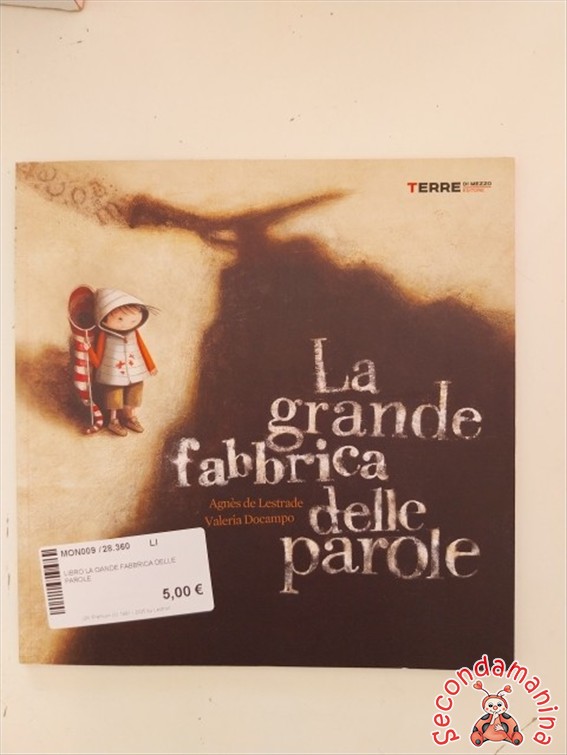 TERRE DI MEZZO
EDITORE
La
grande
fabbrica
delle
parole
Agnès de Lestrade
Valeria Docampo
MON009 / 28.360 LI
LIBRO LA GANDE FABBRICA DELLE
PAROLE
5,00 €
Secondamanina